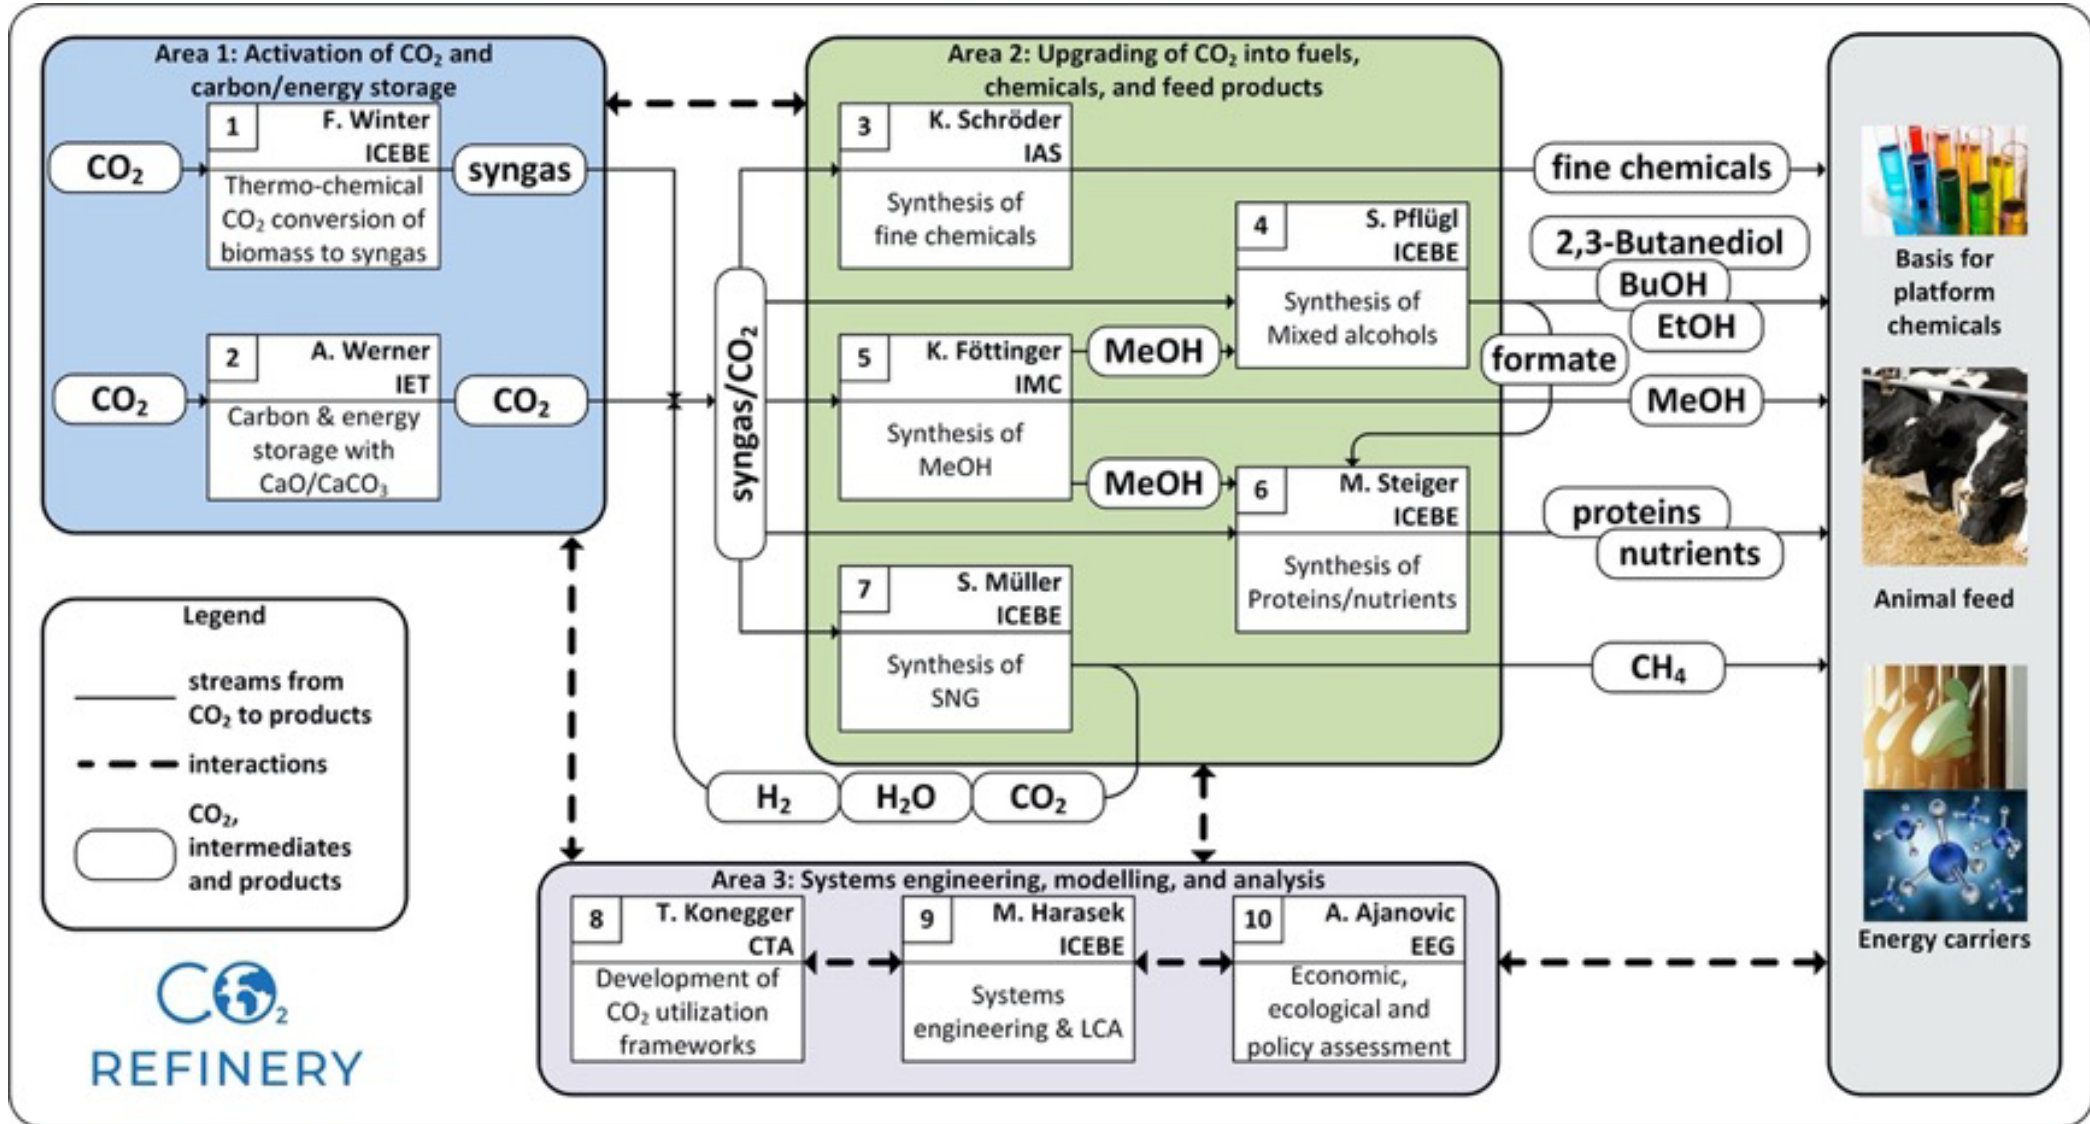 Area 1: Activation of CO₂ and
carbon/energy storage
CO₂
1
F. Winter
ICEBE
Thermo-chemical
CO₂ conversion of
biomass to syngas
syngas
CO₂
2
A. Werner
IET
Carbon & energy
storage with
CaO/CaCO₃
CO₂
syngas/CO₂
Area 2: Upgrading of CO₂ into fuels,
chemicals, and feed products
3
K. Schröder
IAS
Synthesis of
fine chemicals
4
S. Pflügl
ICEBE
Synthesis of
Mixed alcohols
5
K. Föttinger
IMC
Synthesis of
MeOH
MeOH
MeOH
6
M. Steiger
ICEBE
Synthesis of
Proteins/nutrients
7
S. Müller
ICEBE
Synthesis of
SNG
fine chemicals
2,3-Butanediol
BuOH
EtOH
formate
MeOH
proteins
nutrients
CH₄
H₂
H₂O
CO₂
Basis for
platform
chemicals
Animal feed
Energy carriers
Legend
streams from
CO₂ to products
interactions
CO₂,
intermediates
and products
Area 3: Systems engineering, modelling, and analysis
8
T. Konegger
CTA
Development of
CO₂ utilization
frameworks
9
M. Harasek
ICEBE
Systems
engineering & LCA
10
A. Ajanovic
EEG
Economic,
ecological and
policy assessment
CO₂
REFINERY